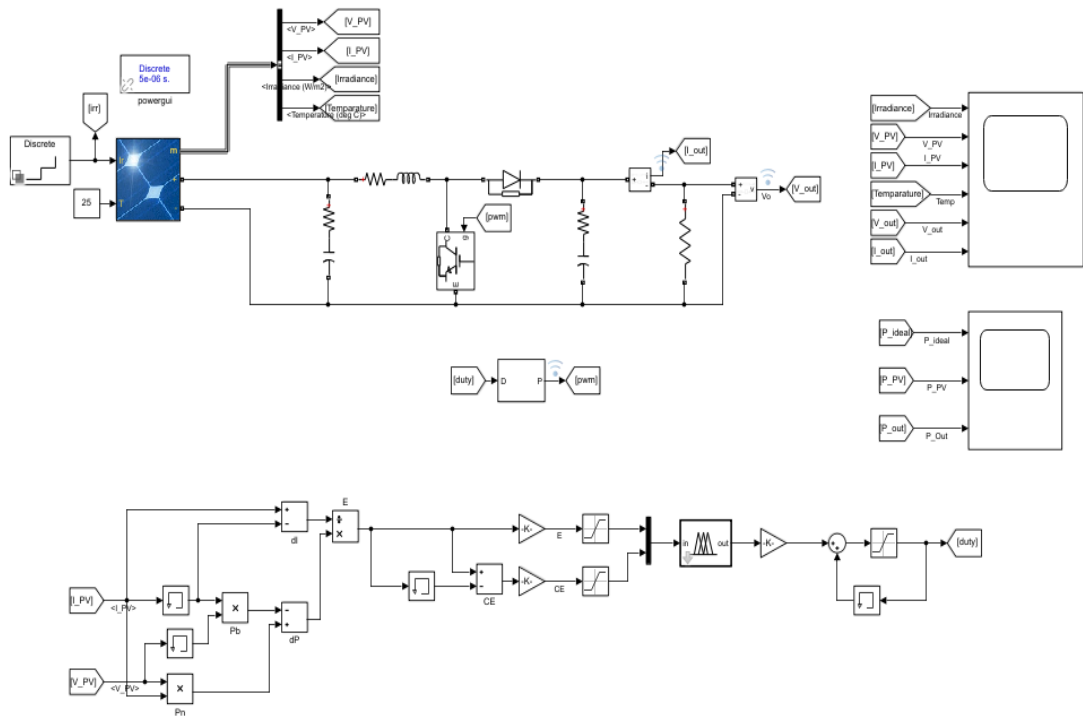 <V_PV>
[V_PV]
<I_PV>
[I_PV]
<Irradiance (W/m2)>
[Irradiance]
<Temperature (deg C)>
[Temparature]
Discrete
5e-06 s.
powergui
[irr]
Discrete
Ir
m
+
25
T
-
[pwm]
g
C
E
+
i
-
[I_out]
+
v
-
Vo
[V_out]
[Irradiance]
Irradiance
[V_PV]
V_PV
[I_PV]
I_PV
[Temparature]
Temp
[V_out]
V_out
[I_out]
I_out
[P_ideal]
P_ideal
[P_PV]
P_PV
[P_out]
P_Out
[duty]
D
P
[pwm]
E
÷
×
+
-
dI
-K-
E
in
out
-K-
+
+
[duty]
+
-
CE
-K-
CE
[I_PV]
<I_PV>
×
Pb
-
+
dP
[V_PV]
<V_PV>
×
Pn